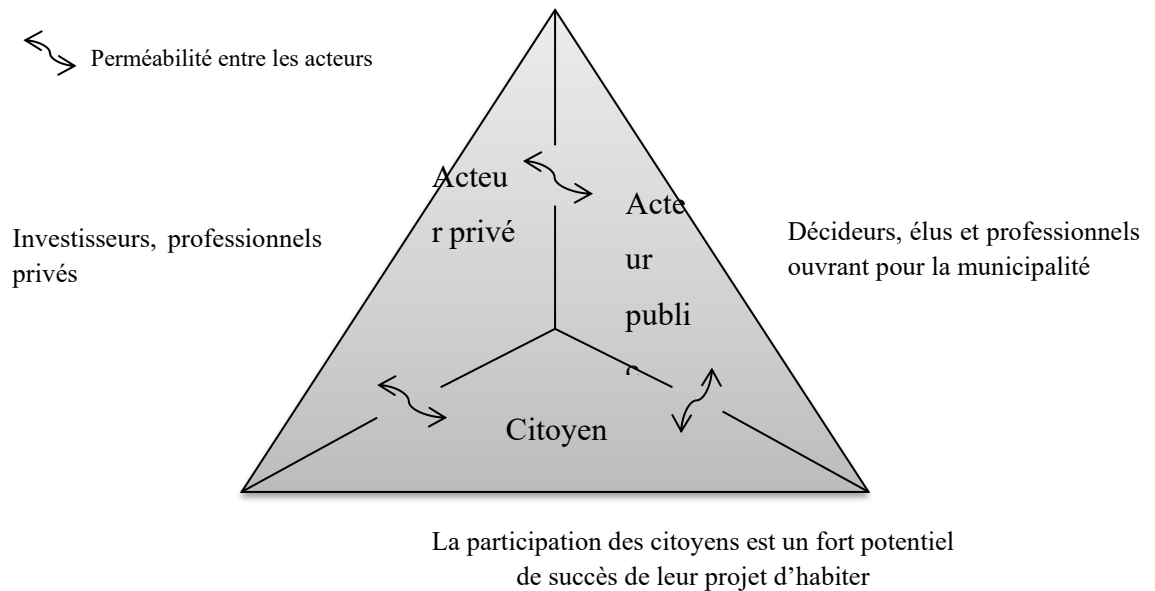 Perméabilité entre les acteurs
Acteu
r privé
Acte
ur
publi
Investisseurs, professionnels
privés
Décideurs, élus et professionnels
ouvrant pour la municipalité
Citoyen
La participation des citoyens est un fort potentiel
de succès de leur projet d’habiter